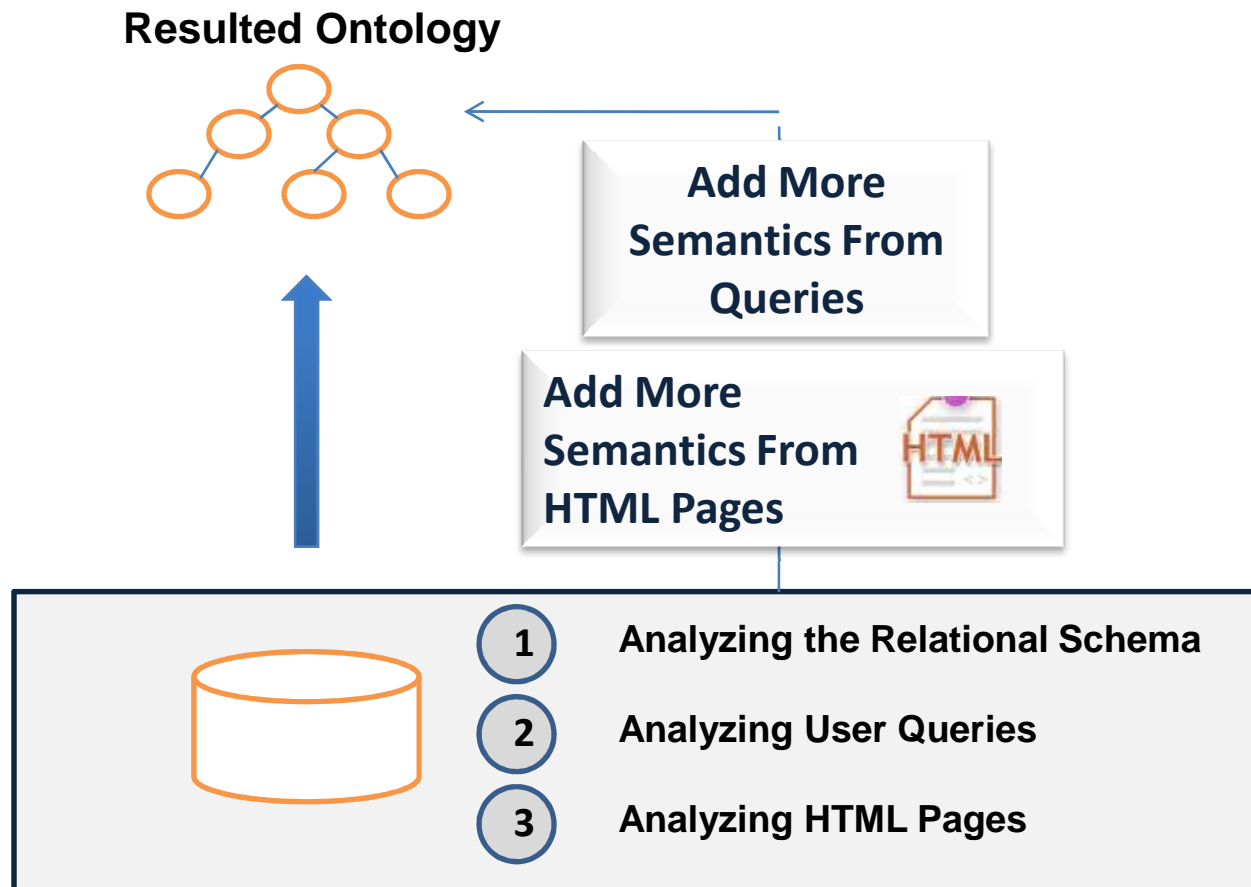 Resulted Ontology
Add More
Semantics From
Queries
Add More
Semantics From
HTML Pages
HTML
1 Analyzing the Relational Schema
2 Analyzing User Queries
3 Analyzing HTML Pages